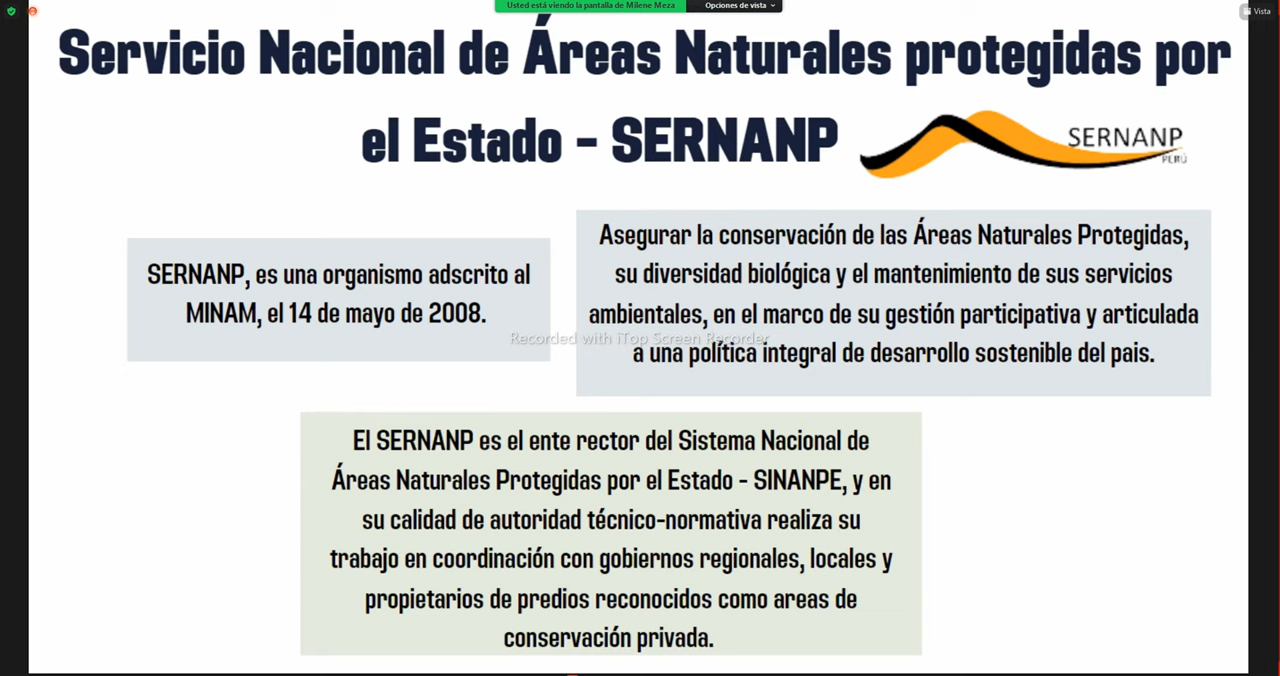 Usted está viendo la pantalla de Milene Meza
Opciones de vista
Vista
Servicio Nacional de Áreas Naturales protegidas por
el Estado - SERNANP
SERNANP
PERÚ
SERNANP, es una organismo adscrito al
MINAM, el 14 de mayo de 2008.
Asegurar la conservación de las Áreas Naturales Protegidas,
su diversidad biológica y el mantenimiento de sus servicios
ambientales, en el marco de su gestión participativa y articulada
a una política integral de desarrollo sostenible del pais.
Recorded with iTop Screen Recorder
El SERNANP es el ente rector del Sistema Nacional de
Áreas Naturales Protegidas por el Estado - SINANPE, y en
su calidad de autoridad técnico-normativa realiza su
trabajo en coordinación con gobiernos regionales, locales y
propietarios de predios reconocidos como areas de
conservación privada.